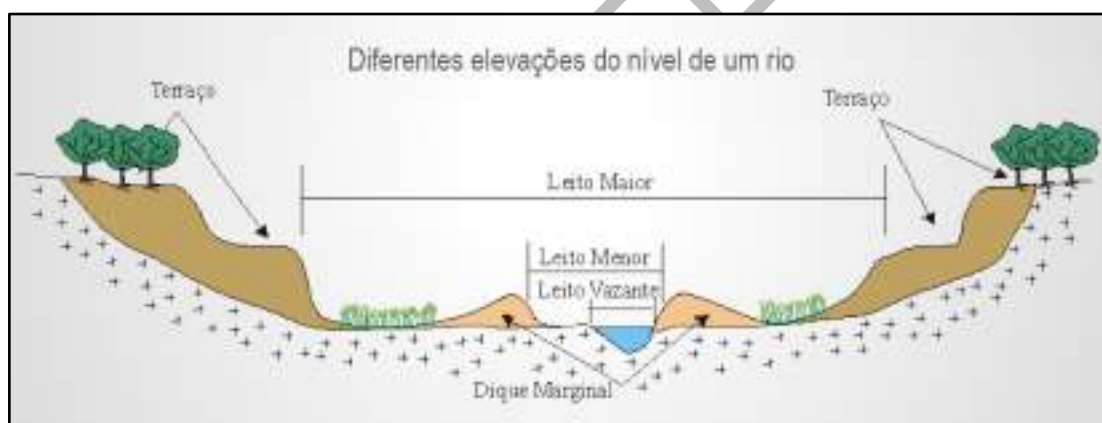 Diferentes elevações do nível de um rio
Terraço
Terraço
Leito Maior
Leito Menor
Leito Vazante
Dique Marginal